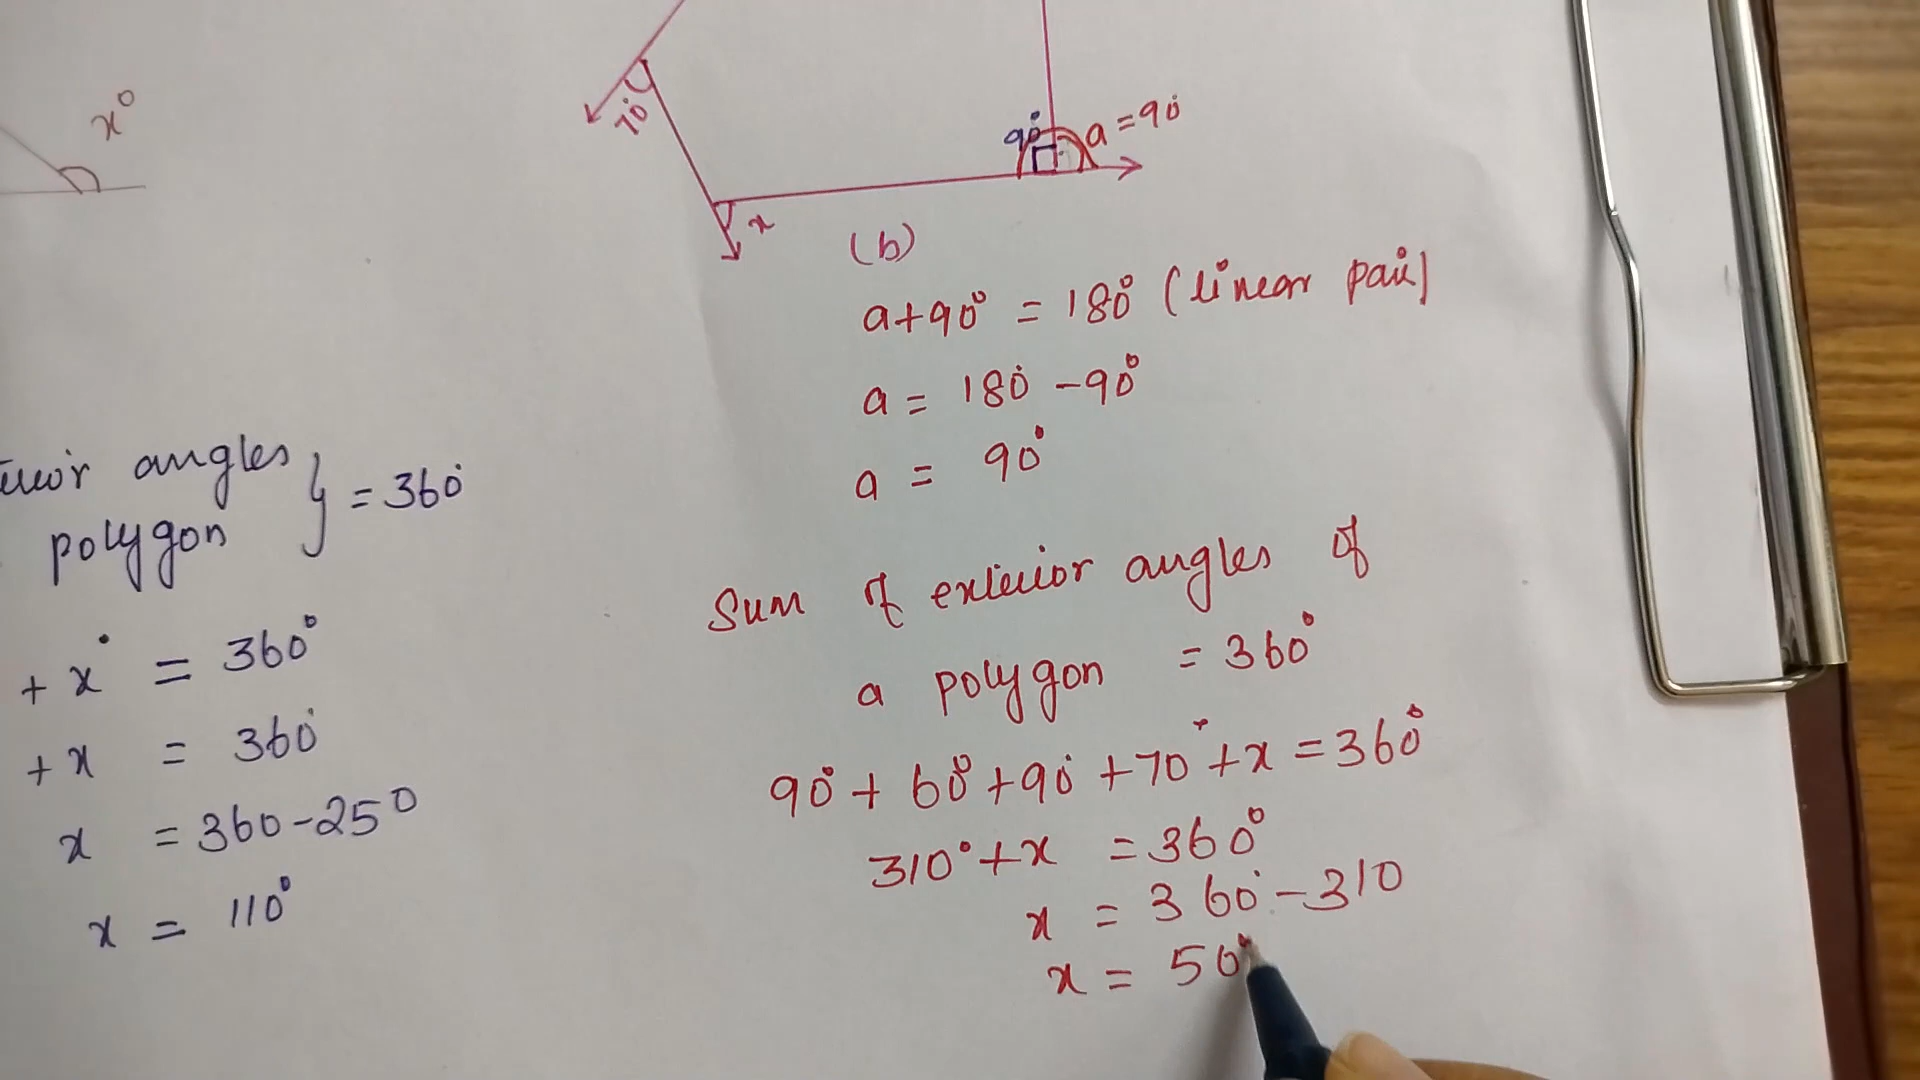 x°
70°
90°
a = 90°
x
(b)
a + 90° = 180° (linear pair)
a = 180° - 90°
a = 90°
angles
polygon } = 360°
+ x° = 360°
+ x = 360°
x = 360 - 250
x = 110°
Sum of exterior angles of
a polygon = 360°
90° + 60° + 90° + 70° + x = 360°
310° + x = 360°
x = 360° - 310
x = 50°